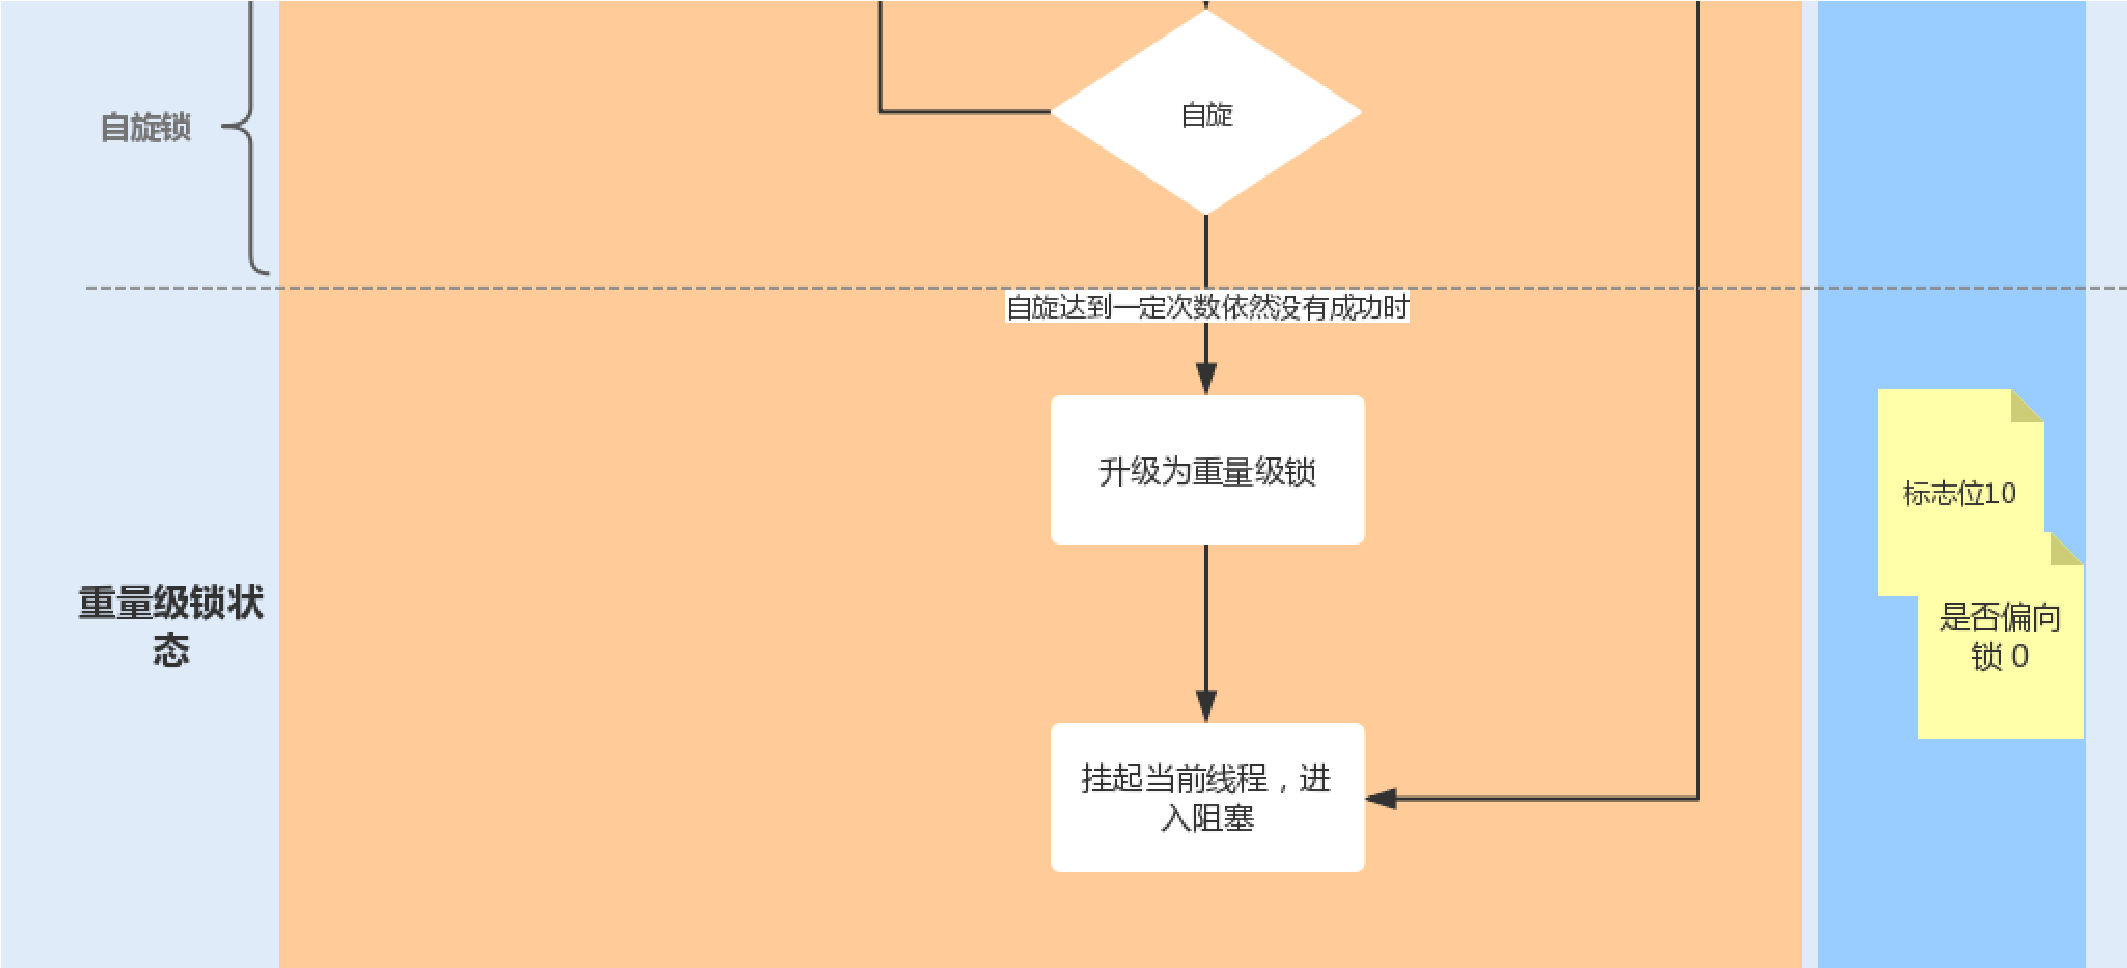 自旋
自旋锁
自旋达到一定次数依然没有成功时
升级为重量级锁
标志位10
重量级锁状
态
是否偏向
锁 0
挂起当前线程，进
入阻塞